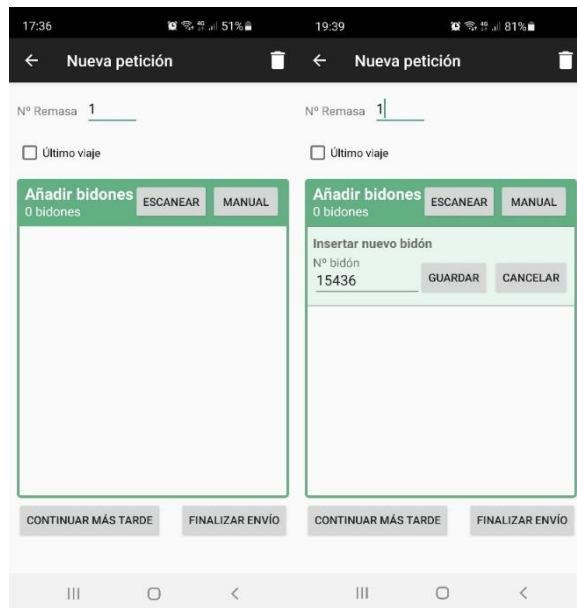 17:36 51%
Nueva petición
Nº Remasa 1
Último viaje
Añadir bidones
0 bidones
ESCANEAR MANUAL
CONTINUAR MÁS TARDE FINALIZAR ENVÍO
19:39 81%
Nueva petición
Nº Remasa 1
Último viaje
Añadir bidones
0 bidones
ESCANEAR MANUAL
Insertar nuevo bidón
Nº bidón
15436 GUARDAR CANCELAR
CONTINUAR MÁS TARDE FINALIZAR ENVÍO